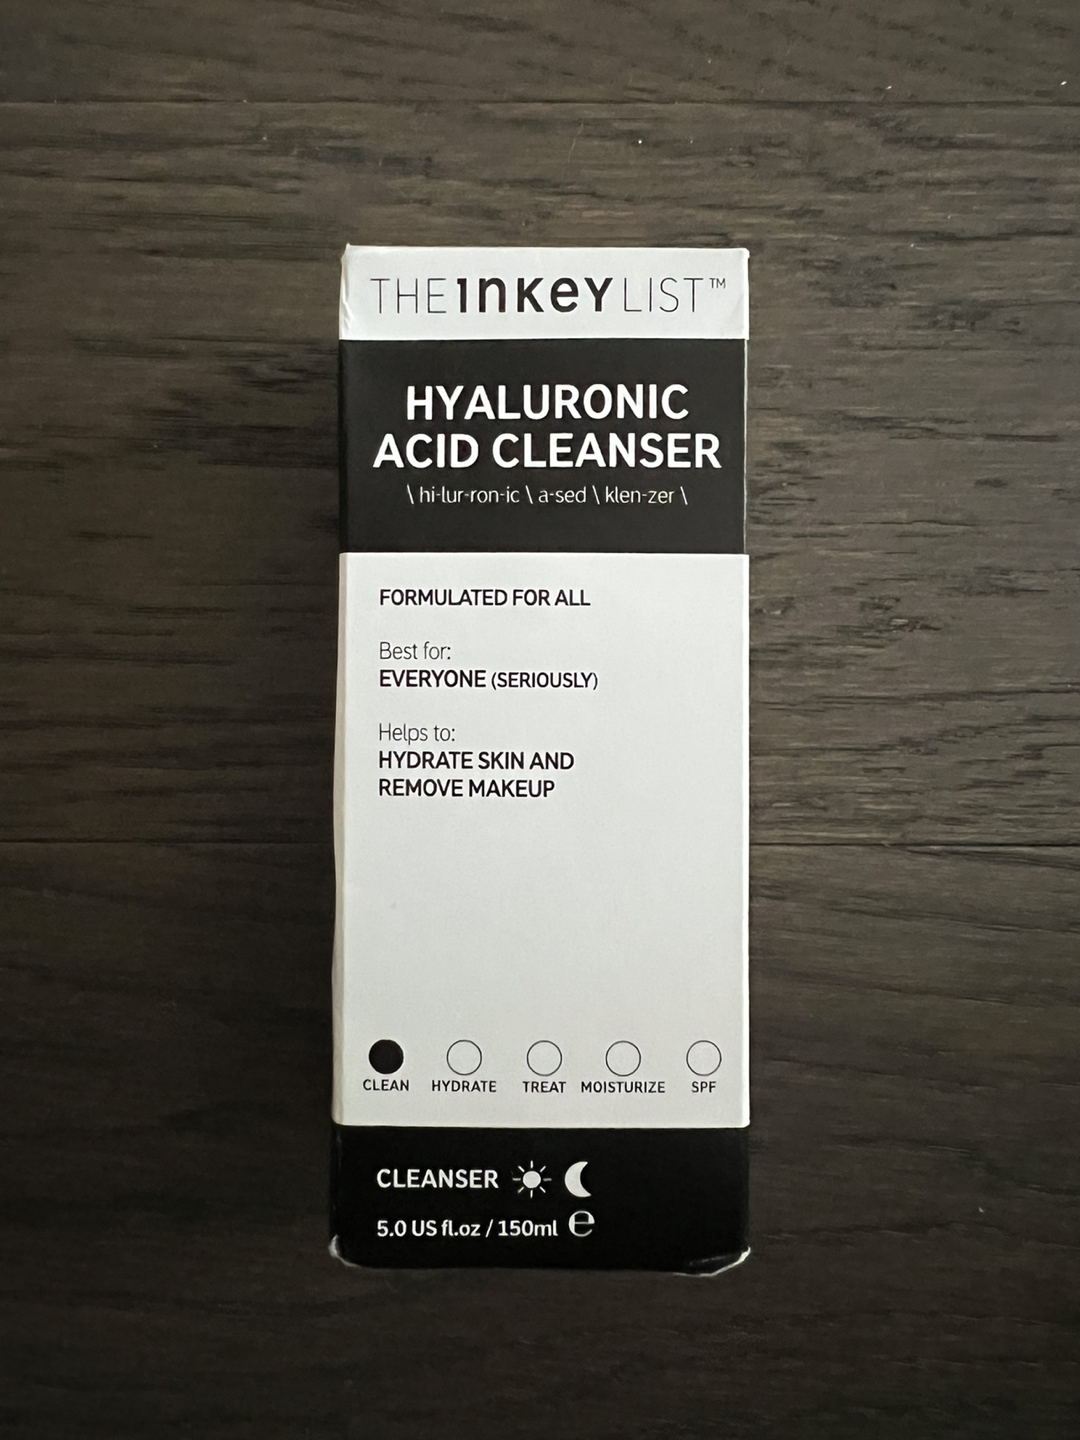 THE INKEY LIST™
HYALURONIC
ACID CLEANSER
\ hi-lur-ron-ic \ a-sed \ klen-zer \
FORMULATED FOR ALL
Best for:
EVERYONE (SERIOUSLY)
Helps to:
HYDRATE SKIN AND
REMOVE MAKEUP
CLEAN HYDRATE TREAT MOISTURIZE SPF
CLEANSER
5.0 US fl.oz / 150ml ℮